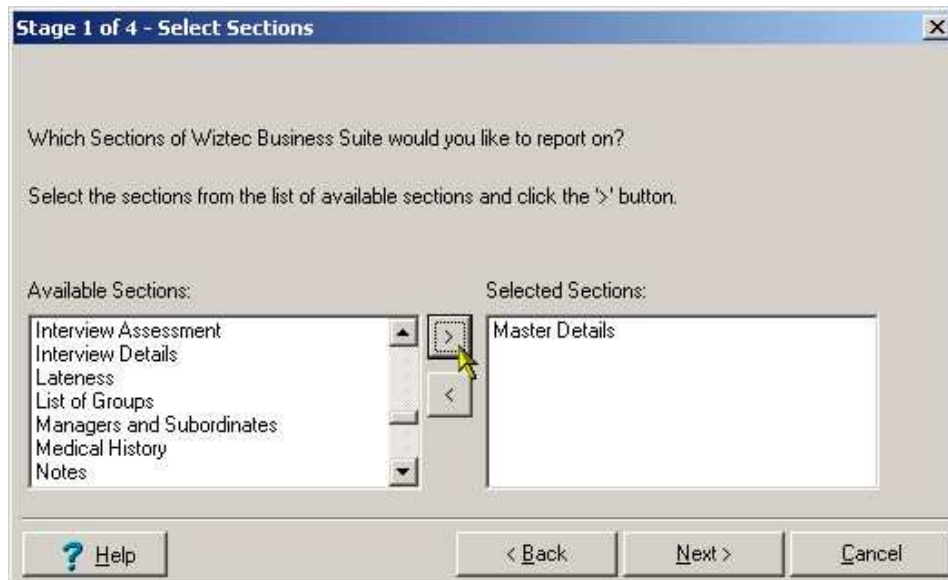 Stage 1 of 4 - Select Sections
Which Sections of Wiztec Business Suite would you like to report on?
Select the sections from the list of available sections and click the '>' button.
Available Sections:
Interview Assessment
Interview Details
Lateness
List of Groups
Managers and Subordinates
Medical History
Notes
>
<
Selected Sections:
Master Details
? Help
< Back
Next >
Cancel